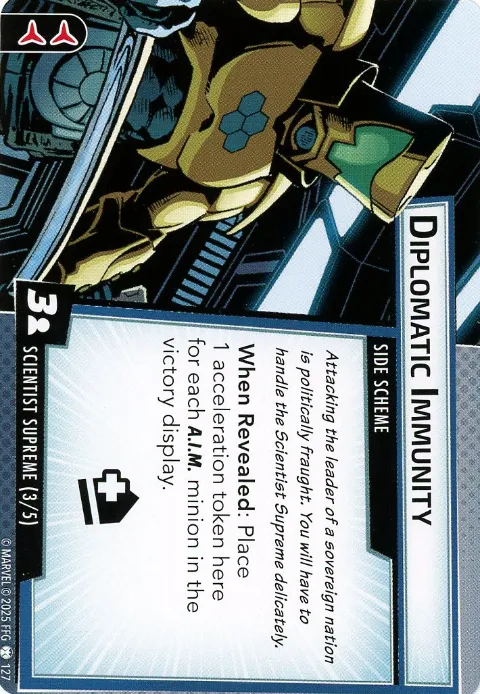 DIPLOMATIC IMMUNITY
SIDE SCHEME
Attacking the leader of a sovereign nation
is politically fraught. You will have to
handle the Scientist Supreme delicately.
When Revealed: Place
1 acceleration token here
for each A.I.M. minion in the
victory display.
3
SCIENTIST SUPREME (3/5)
© MARVEL © 2025 FFG 127